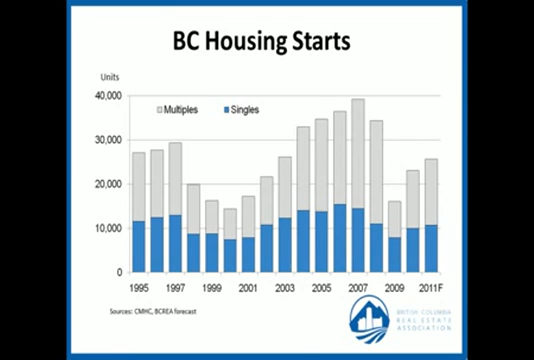 BC Housing Starts
Units
40,000
Multiples Singles
30,000
20,000
10,000
0
1995 1997 1999 2001 2003 2005 2007 2009 2011F
Sources: CMHC, BCREA forecast
BRITISH COLUMBIA
REAL ESTATE
ASSOCIATION